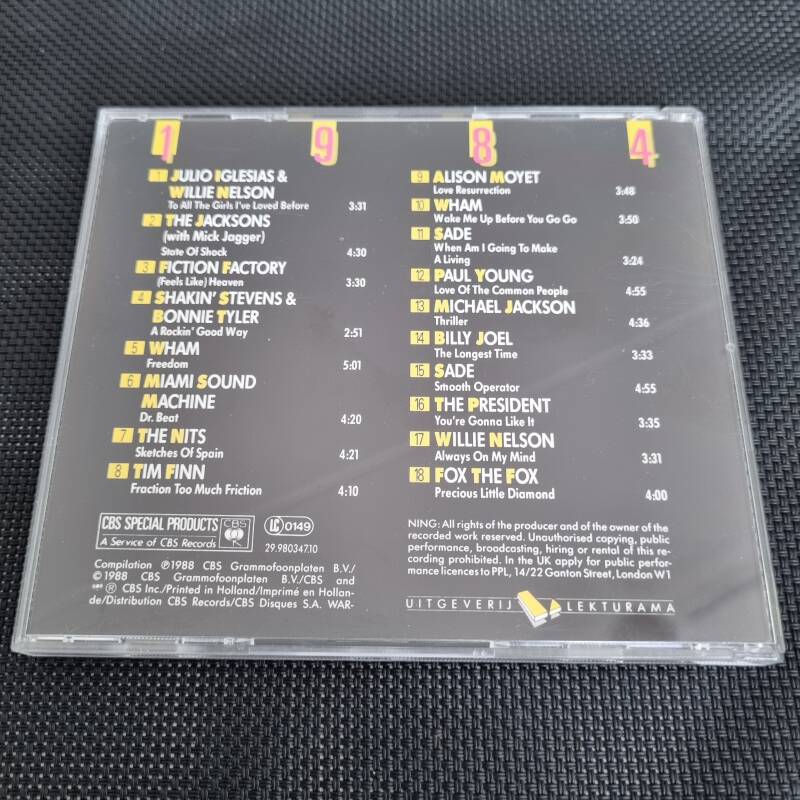 1 9 8 4
1 JULIO IGLESIAS &
WILLIE NELSON
To All The Girls I've Loved Before 3:31
2 THE JACKSONS
(with Mick Jagger)
State Of Shock 4:30
3 FICTION FACTORY
(Feels Like) Heaven 3:30
4 SHAKIN' STEVENS &
BONNIE TYLER
A Rockin' Good Way 2:51
5 WHAM
Freedom 5:01
6 MIAMI SOUND
MACHINE
Dr. Beat 4:20
7 THE NITS
Sketches Of Spain 4:21
8 TIM FINN
Fraction Too Much Friction 4:10
9 ALISON MOYET
Love Resurrection 3:48
10 WHAM
Wake Me Up Before You Go Go 3:50
11 SADE
When Am I Going To Make
A Living 3:24
12 PAUL YOUNG
Love Of The Common People 4:55
13 MICHAEL JACKSON
Thriller 4:36
14 BILLY JOEL
The Longest Time 3:33
15 SADE
Smooth Operator 4:55
16 THE PRESIDENT
You're Gonna Like It 3:35
17 WILLIE NELSON
Always On My Mind 3:31
18 FOX THE FOX
Precious Little Diamond 4:00
CBS SPECIAL PRODUCTS CBS
A Service of CBS Records
LC 0149
29.980347.10
Compilation ℗1988 CBS Grammofoonplaten B.V./
©1988 CBS Grammofoonplaten B.V./CBS and
® CBS Inc./Printed in Holland/Imprimé en Hollan-
de/Distribution CBS Records/CBS Disques S.A. WAR-
NING: All rights of the producer and of the owner of the
recorded work reserved. Unauthorised copying, public
performance, broadcasting, hiring or rental of this re-
cording prohibited. In the UK apply for public perfor-
mance licences to PPL, 14/22 Ganton Street, London W1
UITGEVERIJ LEKTURAMA